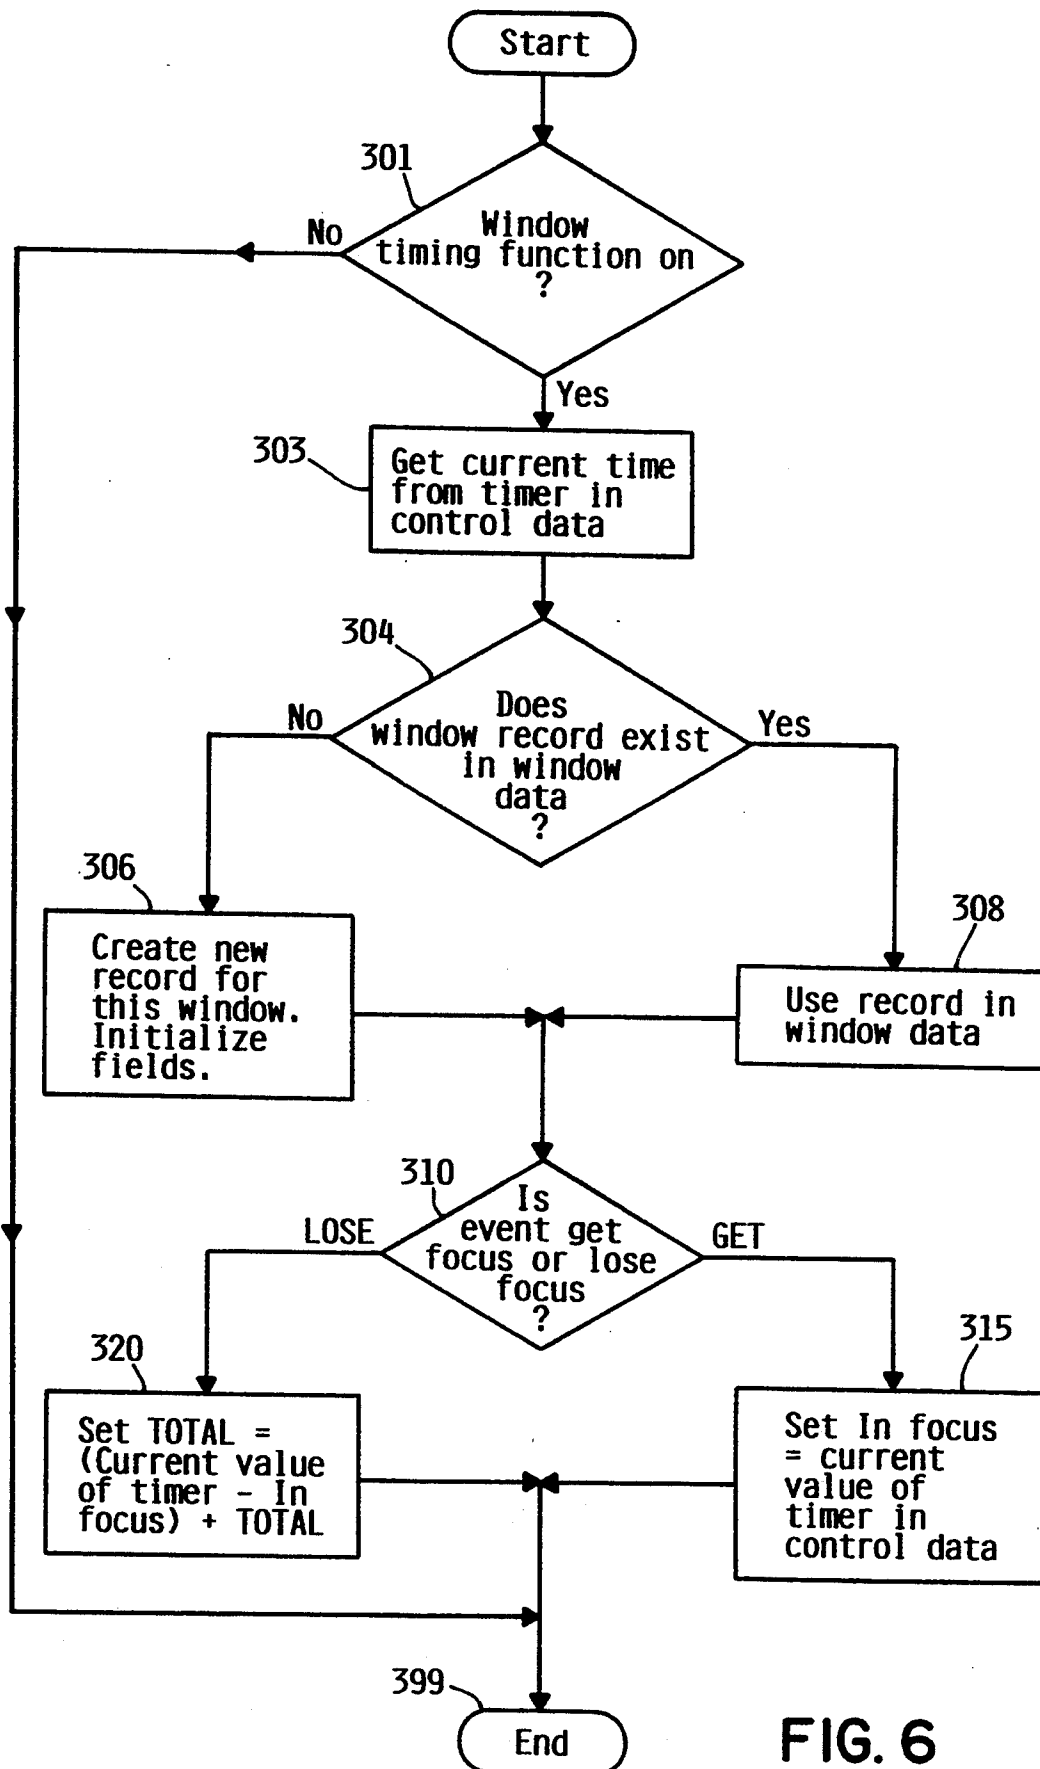 Start
301
No
Window
timing function on
?
Yes
303
Get current time
from timer in
control data
304
No
Does
window record exist
in window
data
?
Yes
306
Create new
record for
this window.
Initialize
fields.
308
Use record in
window data
310
LOSE
Is
event get
focus or lose
focus
?
GET
320
Set TOTAL =
(Current value
of timer - In
focus) + TOTAL
315
Set In focus
= current
value of
timer in
control data
399
End
FIG. 6